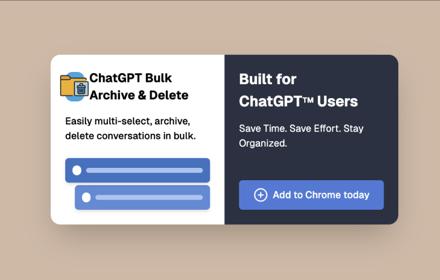 ChatGPT Bulk
Archive & Delete
Easily multi-select, archive,
delete conversations in bulk.
Built for
ChatGPT™ Users
Save Time. Save Effort. Stay
Organized.
Add to Chrome today